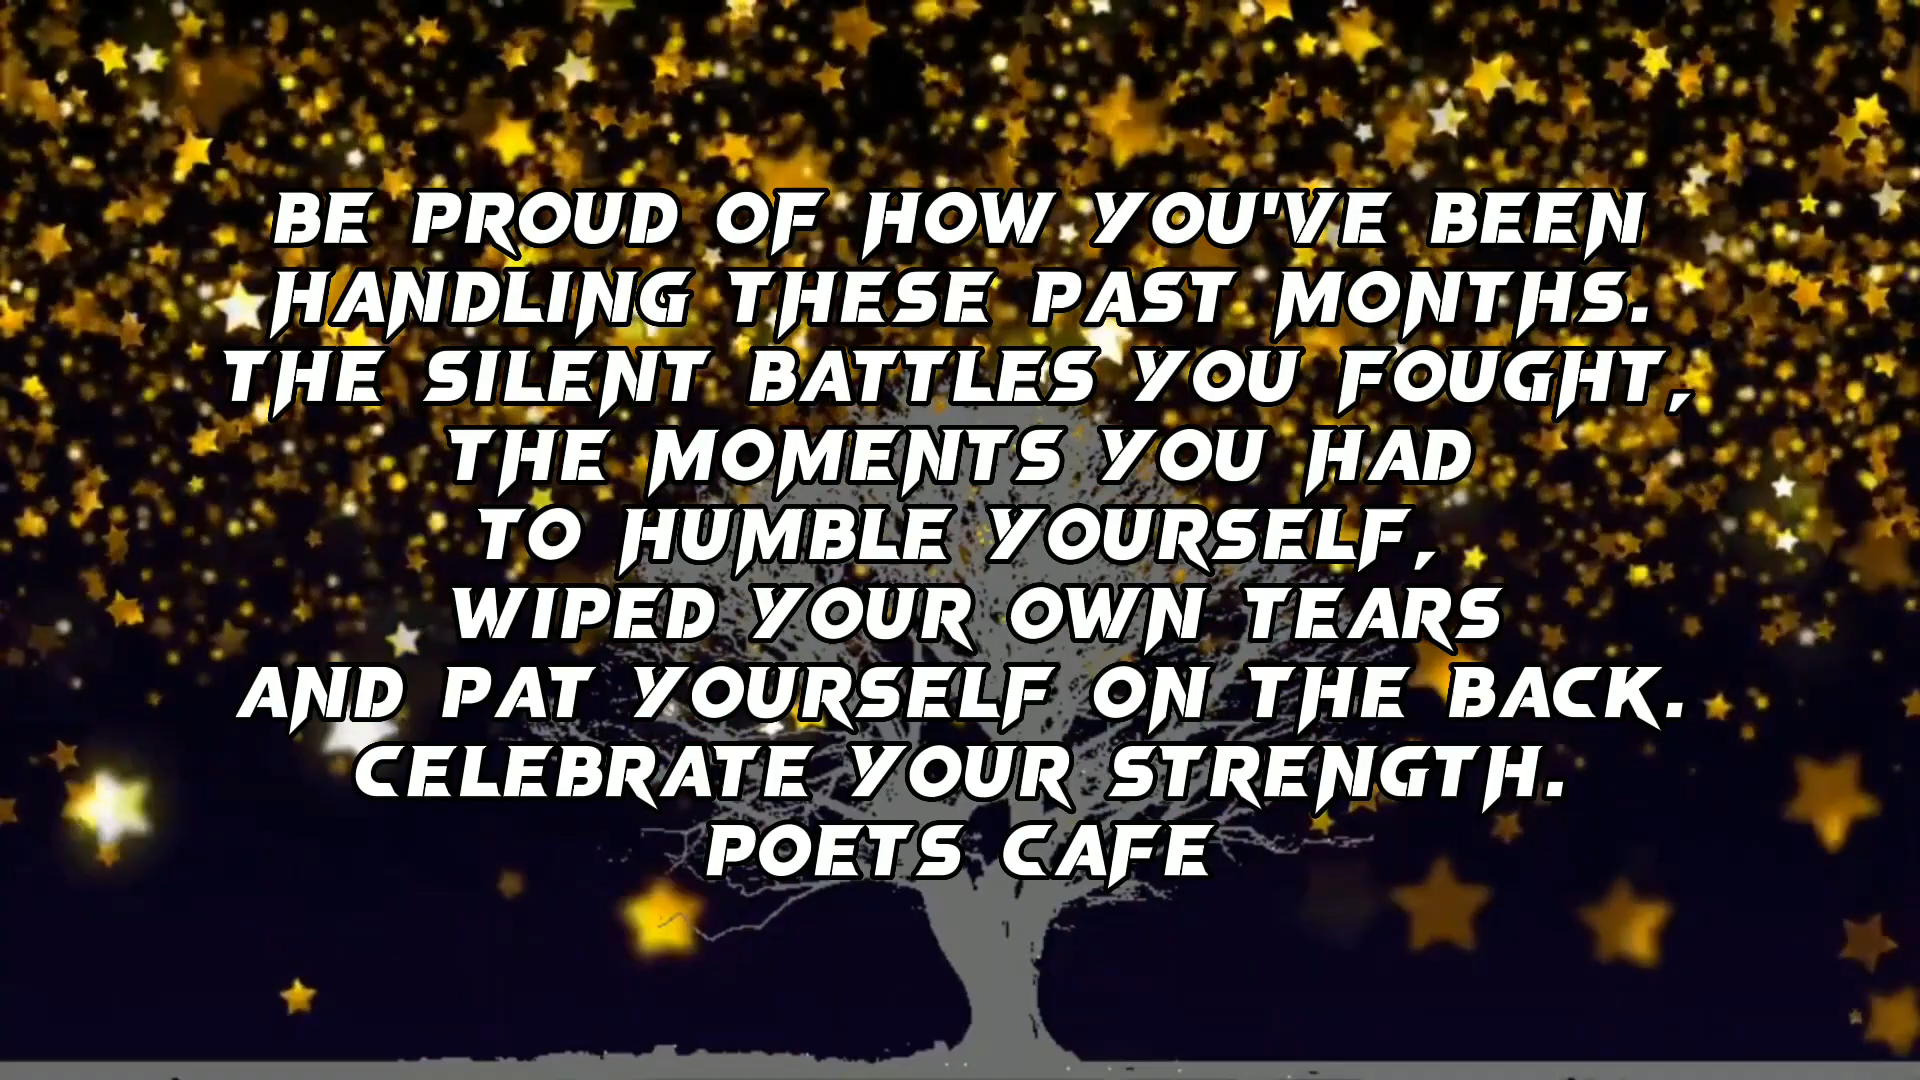 BE PROUD OF HOW YOU'VE BEEN
HANDLING THESE PAST MONTHS.
THE SILENT BATTLES YOU FOUGHT,
THE MOMENTS YOU HAD
TO HUMBLE YOURSELF,
WIPED YOUR OWN TEARS
AND PAT YOURSELF ON THE BACK.
CELEBRATE YOUR STRENGTH.
POETS CAFE